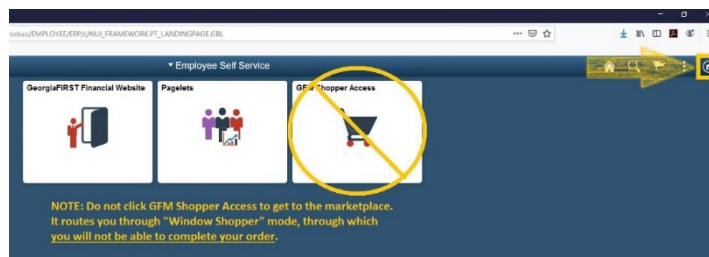 /EMPLOYEE/ERP/c/NUI_FRAMEWORK.PT_LANDINGPAGE.GBL
Employee Self Service
GeorgiaFIRST Financial Website
Pagelets
GFM Shopper Access
NOTE: Do not click GFM Shopper Access to get to the marketplace.
It routes you through "Window Shopper" mode, through which
you will not be able to complete your order.